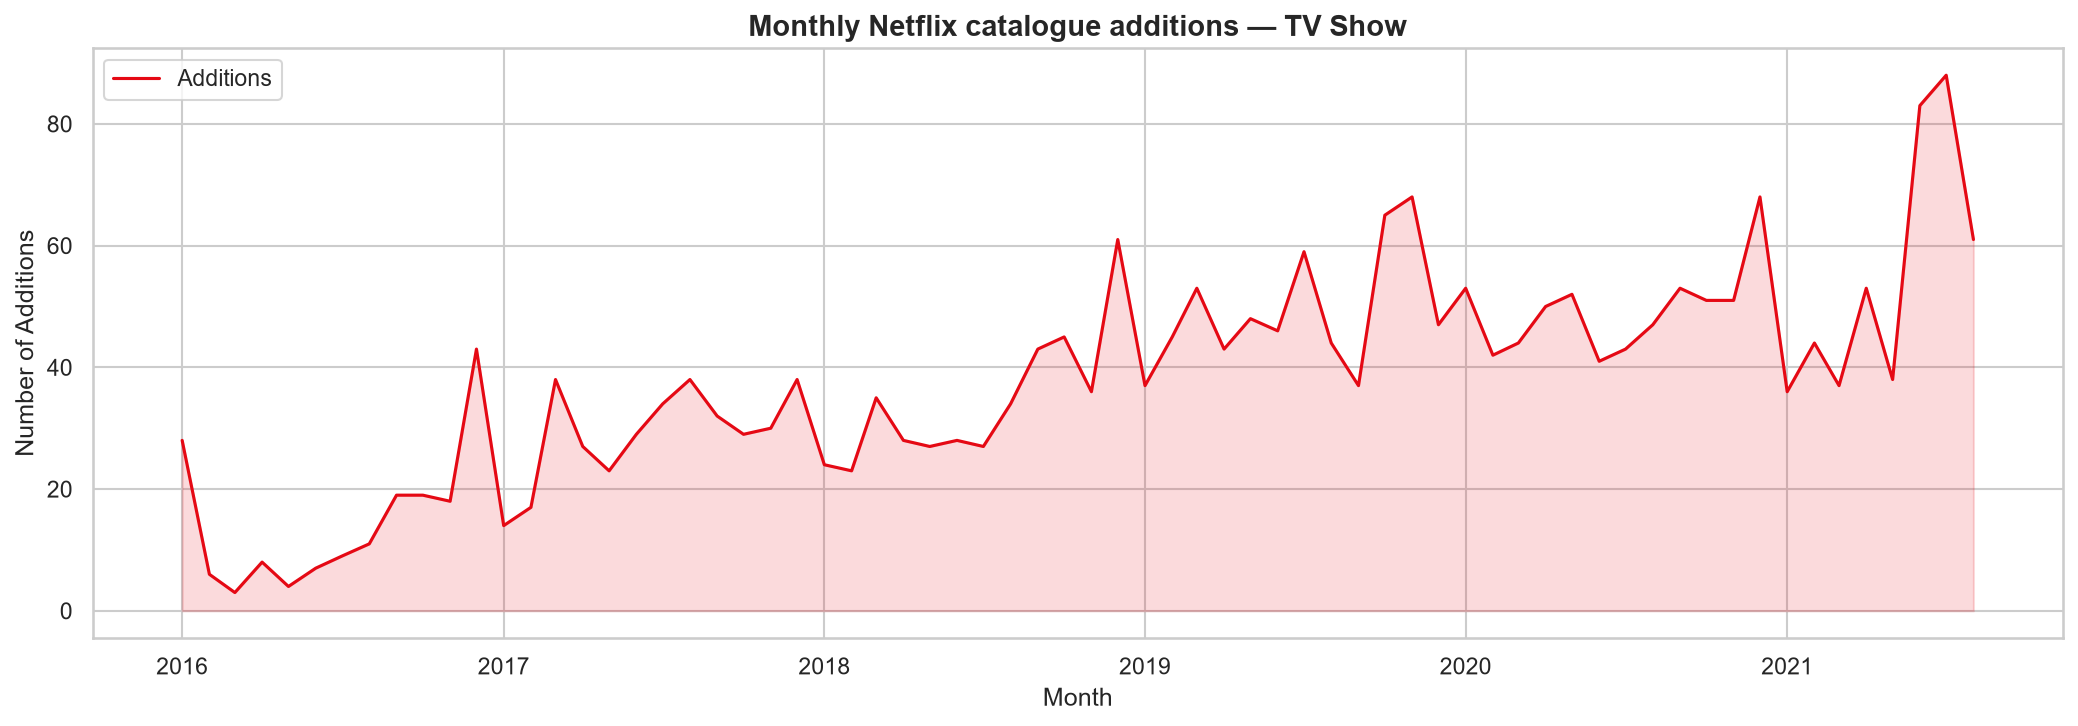 Monthly Netflix catalogue additions — TV Show
Additions
Number of Additions
80
60
40
20
0
2016 2017 2018 2019 2020 2021
Month